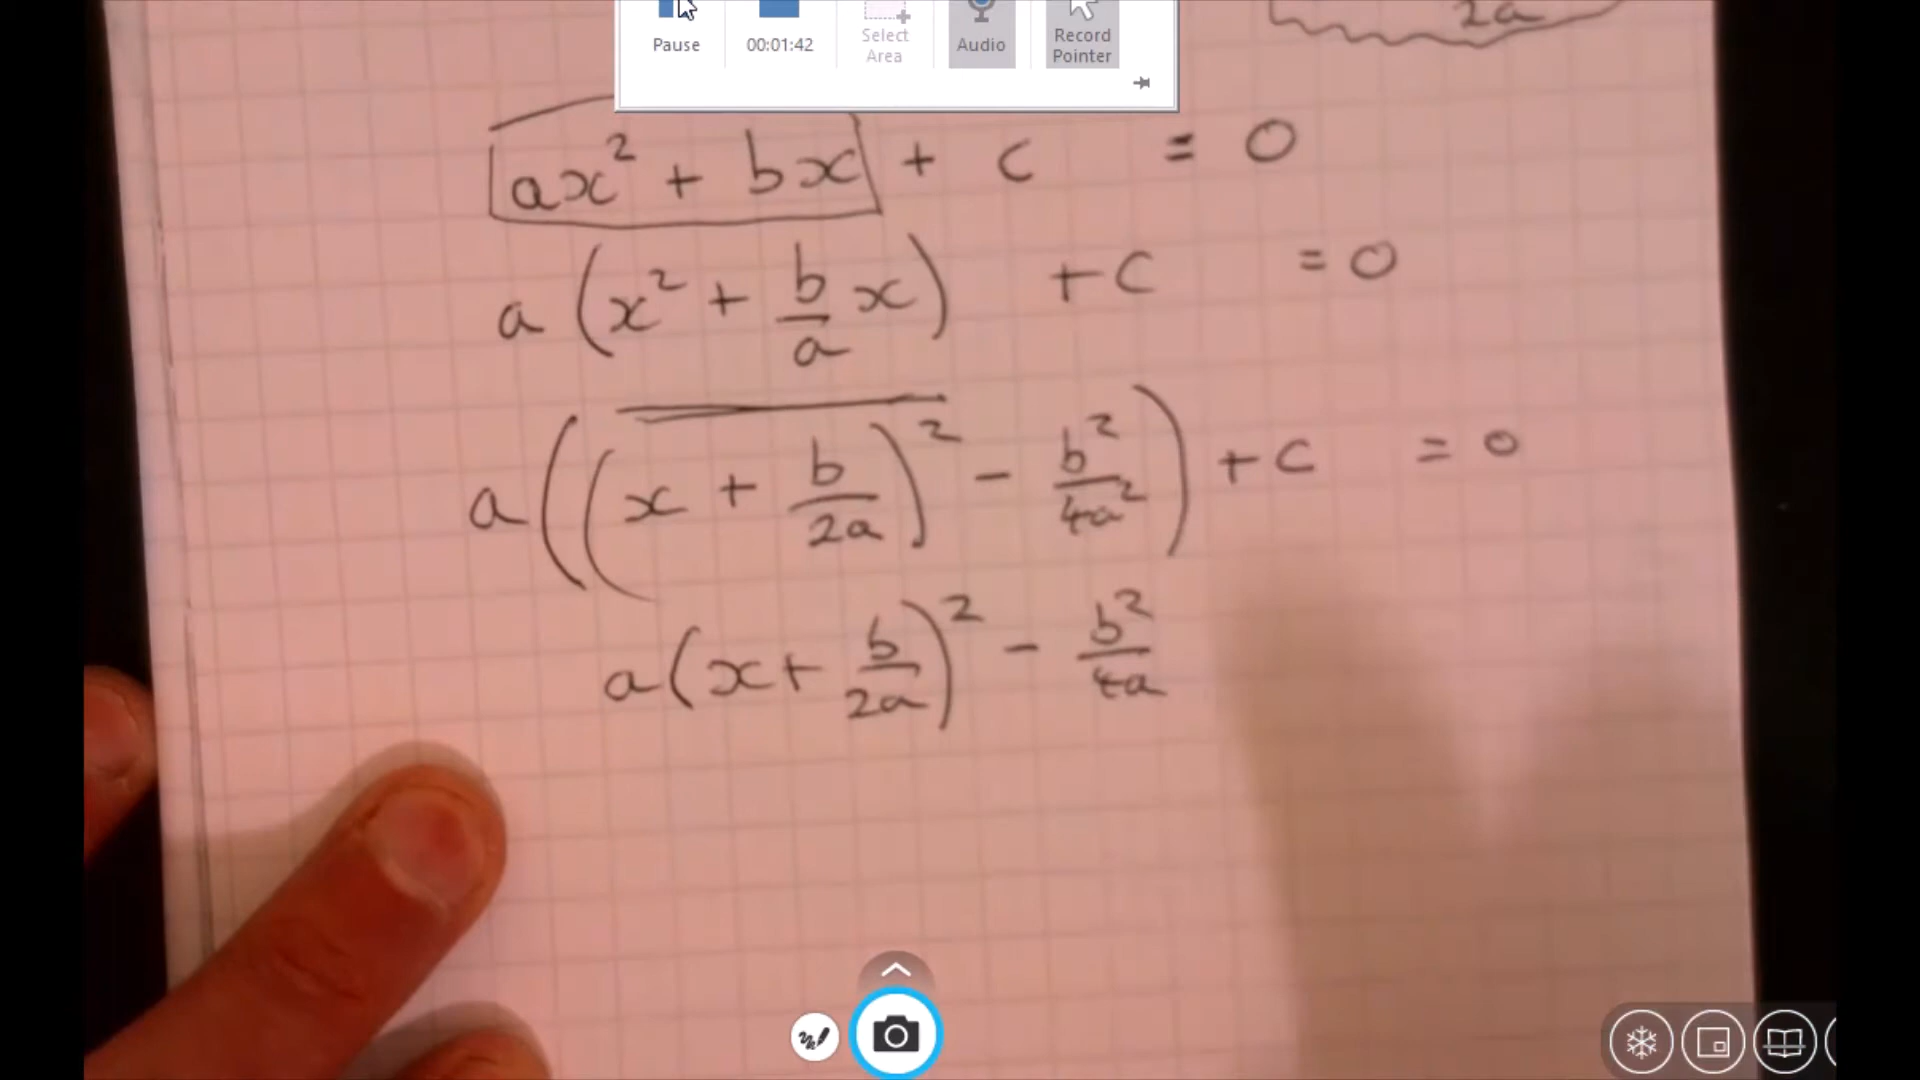 Pause
00:01:42
Select Area
Audio
Record Pointer
2a
ax² + bx + c = 0
a(x² + b/a x) + c = 0
a((x + b/2a)² - b²/4a²) + c = 0
a(x + b/2a)² - b²/4a